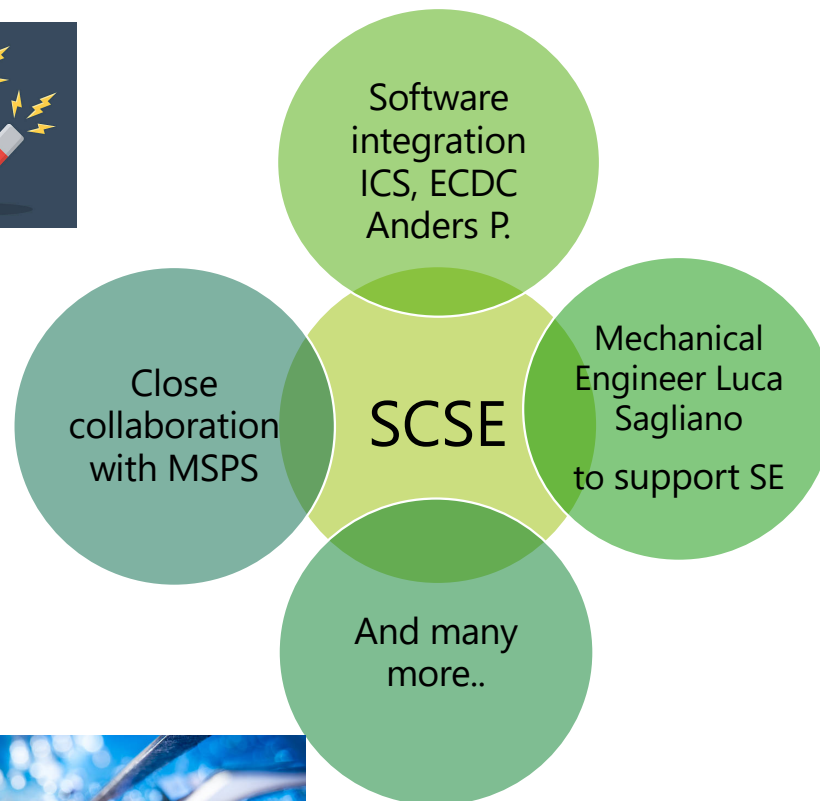 Software
integration
ICS, ECDC
Anders P.
Close
collaboration
with MSPS
SCSE
Mechanical
Engineer Luca
Sagliano
to support SE
And many
more..